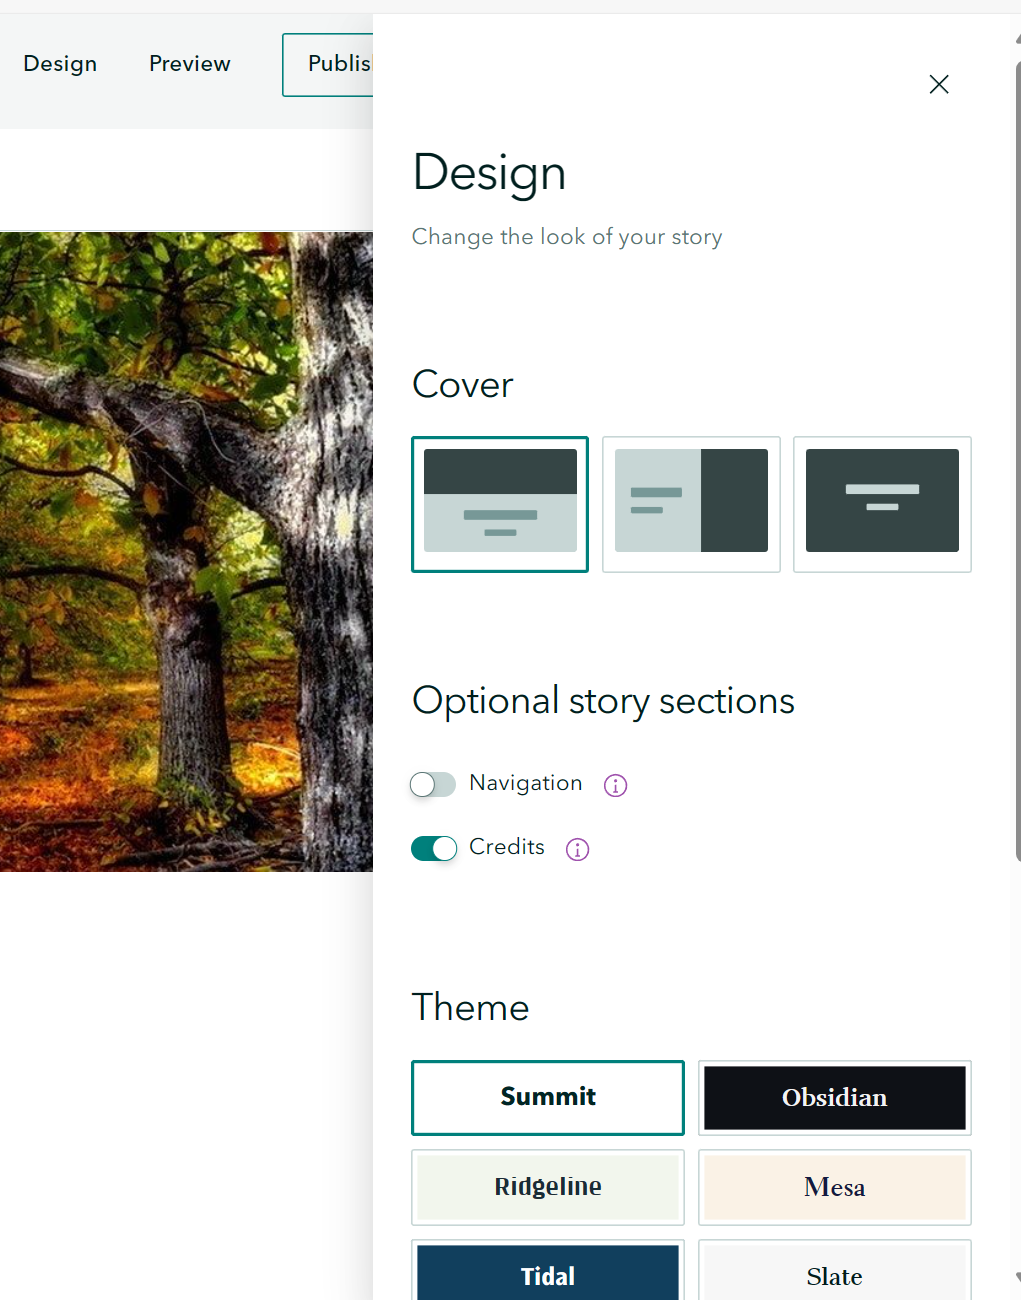 Design
Preview
Design
Change the look of your story
Cover
Optional story sections
Navigation
Credits
Theme
Summit
Obsidian
Ridgeline
Mesa
Tidal
Slate